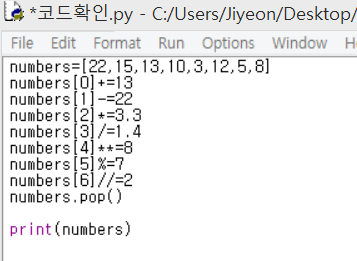 *코드확인.py - C:/Users/Jiyeon/Desktop/
File Edit Format Run Options Window He
numbers=[22,15,13,10,3,12,5,8]
numbers[0]+=13
numbers[1]-=22
numbers[2]*=3.3
numbers[3]/=1.4
numbers[4]**=8
numbers[5]%=7
numbers[6]//=2
numbers.pop()
print(numbers)